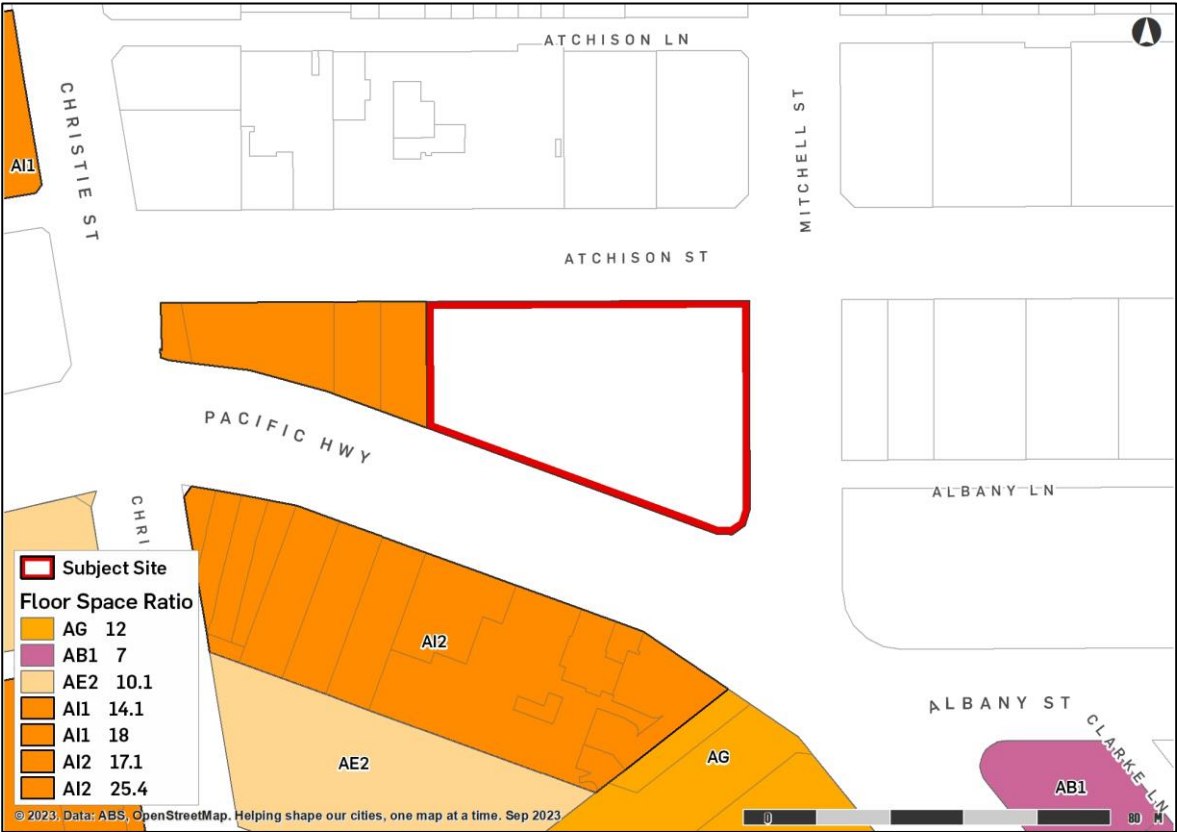 ATCHISON LN
CHRISTIE ST
MITCHELL ST
AI1
ATCHISON ST
PACIFIC HWY
ALBANY LN
CHRI
Subject Site
Floor Space Ratio
AG 12
AB1 7
AE2 10.1
AI1 14.1
AI1 18
AI2 17.1
AI2 25.4
AI2
ALBANY ST
CLARKE LN
AG
AE2
AB1
© 2023, Data: ABS, OpenStreetMap. Helping shape our cities, one map at a time. Sep 2023
0 80 M